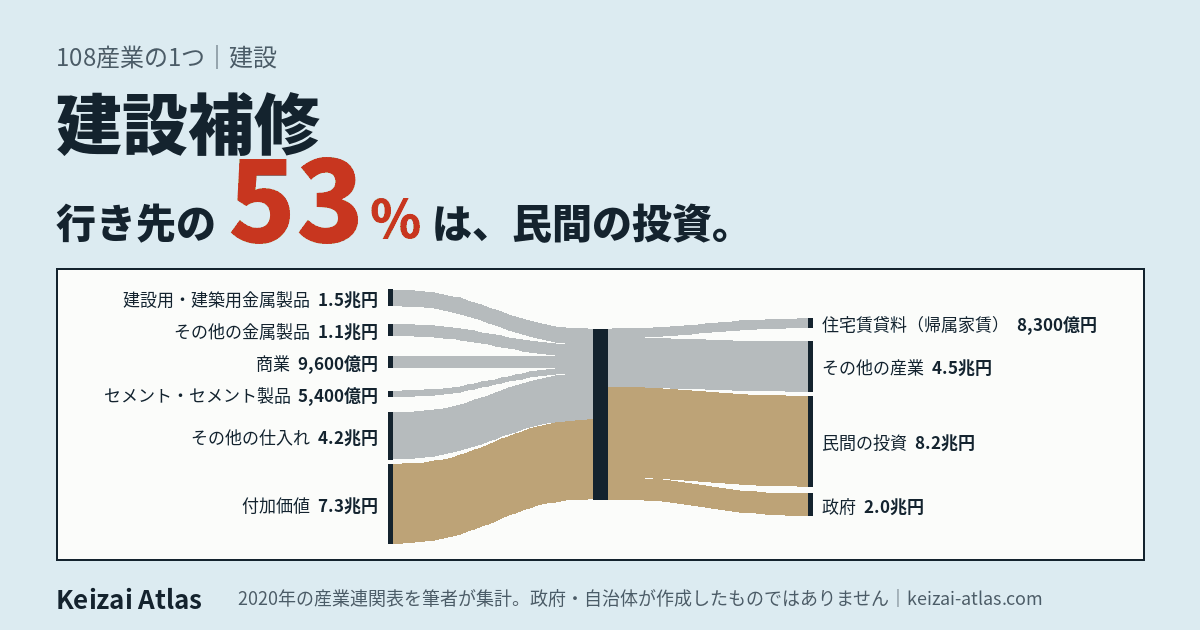 108産業の1つ｜建設
建設補修
行き先の 53% は、民間の投資。
建設用・建築用金属製品 1.5兆円
その他の金属製品 1.1兆円
商業 9,600億円
セメント・セメント製品 5,400億円
その他の仕入れ 4.2兆円
付加価値 7.3兆円
住宅賃貸料（帰属家賃） 8,300億円
その他の産業 4.5兆円
民間の投資 8.2兆円
政府 2.0兆円
Keizai Atlas 2020年の産業連関表を筆者が集計。政府・自治体が作成したものではありません｜keizai-atlas.com